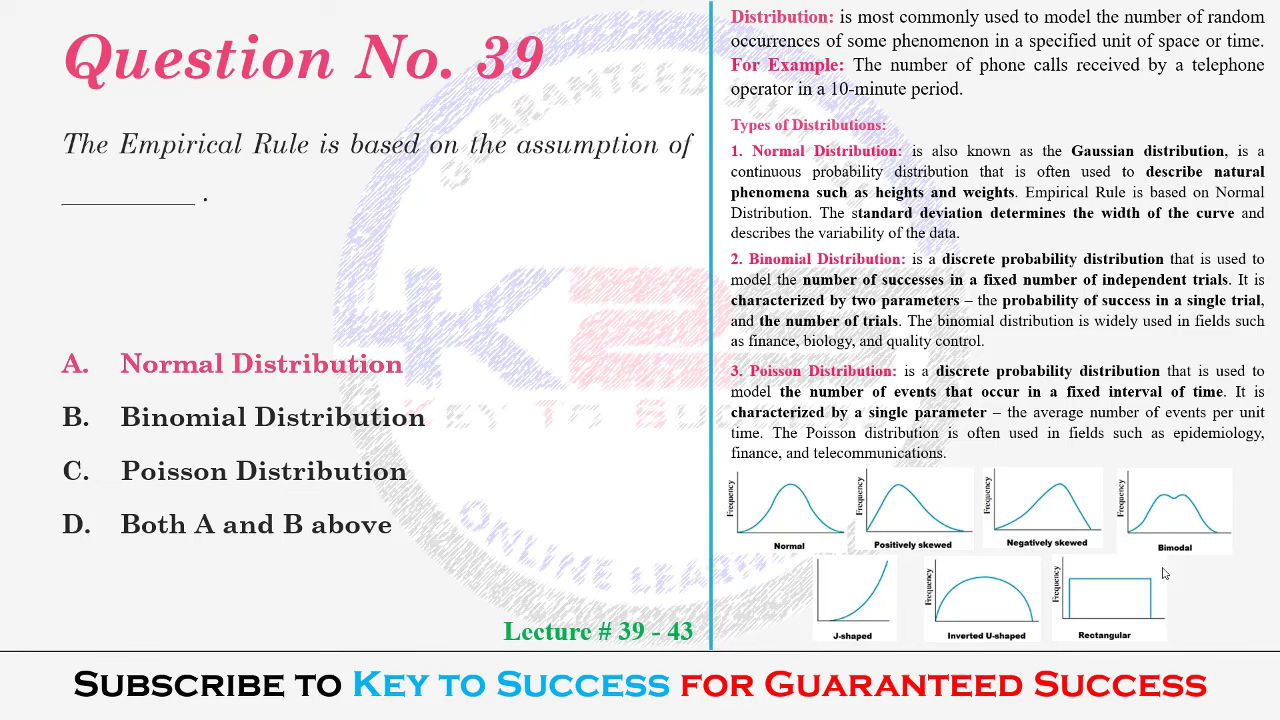 Question No. 39
The Empirical Rule is based on the assumption of
__________ .
A. Normal Distribution
B. Binomial Distribution
C. Poisson Distribution
D. Both A and B above
Lecture # 39 - 43
Distribution: is most commonly used to model the number of random
occurrences of some phenomenon in a specified unit of space or time.
For Example: The number of phone calls received by a telephone
operator in a 10-minute period.
Types of Distributions:
1. Normal Distribution: is also known as the Gaussian distribution, is a
continuous probability distribution that is often used to describe natural
phenomena such as heights and weights. Empirical Rule is based on Normal
Distribution. The standard deviation determines the width of the curve and
describes the variability of the data.
2. Binomial Distribution: is a discrete probability distribution that is used to
model the number of successes in a fixed number of independent trials. It is
characterized by two parameters – the probability of success in a single trial,
and the number of trials. The binomial distribution is widely used in fields such
as finance, biology, and quality control.
3. Poisson Distribution: is a discrete probability distribution that is used to
model the number of events that occur in a fixed interval of time. It is
characterized by a single parameter – the average number of events per unit
time. The Poisson distribution is often used in fields such as epidemiology,
finance, and telecommunications.
Frequency
Normal
Frequency
Positively skewed
Frequency
Negatively skewed
Frequency
Bimodal
J-shaped
Frequency
Inverted U-shaped
Frequency
Rectangular
K2S
KEY TO SUCCESS
GUARANTEED
ONLINE
Subscribe to Key to Success for Guaranteed Success